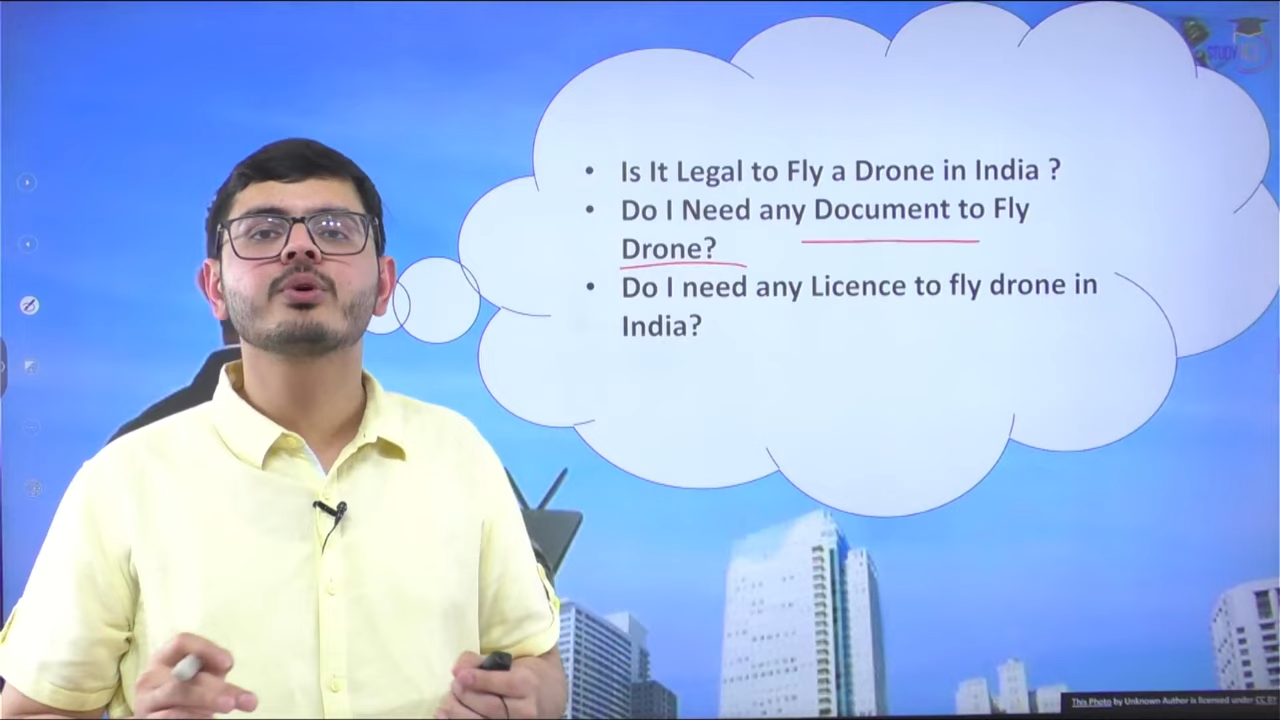 STUDY
• Is It Legal to Fly a Drone in India ?
• Do I Need any Document to Fly
Drone?
• Do I need any Licence to fly drone in
India?
This Photo by Unknown Author is licensed under CC BY